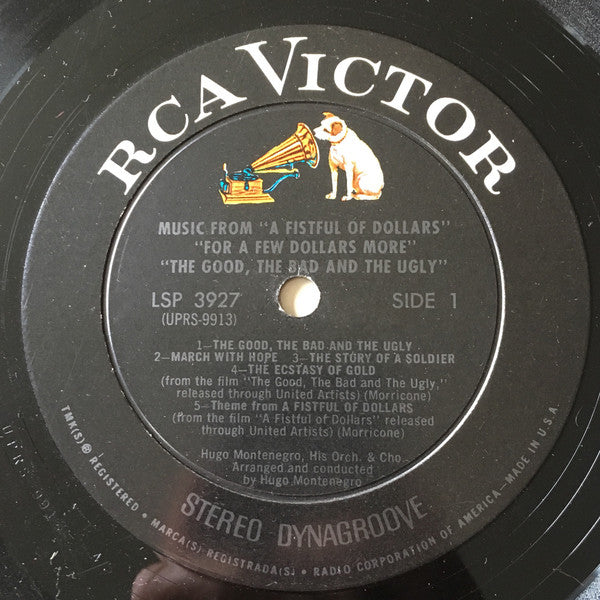 RCA VICTOR
MUSIC FROM "A FISTFUL OF DOLLARS"
"FOR A FEW DOLLARS MORE"
"THE GOOD, THE BAD AND THE UGLY"
LSP 3927 SIDE 1
(UPRS-9913)
1—THE GOOD, THE BAD AND THE UGLY
2—MARCH WITH HOPE 3—THE STORY OF A SOLDIER
4—THE ECSTASY OF GOLD
(from the film "The Good, The Bad and The Ugly,"
released through United Artists) (Morricone)
5—Theme from A FISTFUL OF DOLLARS
(from the film "A Fistful of Dollars" released
through United Artists) (Morricone)
Hugo Montenegro, His Orch. & Cho.
Arranged and conducted
by Hugo Montenegro
STEREO DYNAGROOVE
TMK(S) ® REGISTERED • MARCA(S) REGISTRADA(S) • RADIO CORPORATION OF AMERICA—MADE IN U.S.A.